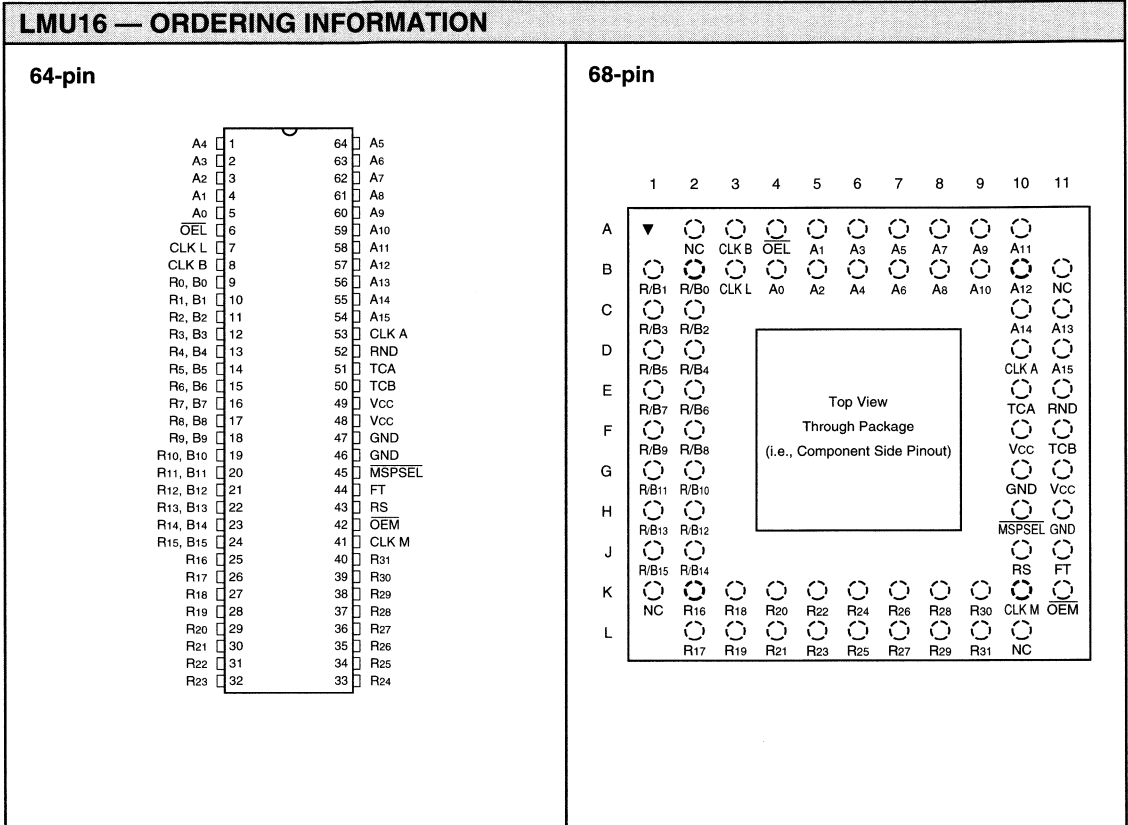 LMU16 — ORDERING INFORMATION
64-pin
A4 1 64 A5
A3 2 63 A6
A2 3 62 A7
A1 4 61 A8
A0 5 60 A9
OEL 6 59 A10
CLK L 7 58 A11
CLK B 8 57 A12
R0, B0 9 56 A13
R1, B1 10 55 A14
R2, B2 11 54 A15
R3, B3 12 53 CLK A
R4, B4 13 52 RND
R5, B5 14 51 TCA
R6, B6 15 50 TCB
R7, B7 16 49 VCC
R8, B8 17 48 VCC
R9, B9 18 47 GND
R10, B10 19 46 GND
R11, B11 20 45 MSPSEL
R12, B12 21 44 FT
R13, B13 22 43 RS
R14, B14 23 42 OEM
R15, B15 24 41 CLK M
R16 25 40 R31
R17 26 39 R30
R18 27 38 R29
R19 28 37 R28
R20 29 36 R27
R21 30 35 R26
R22 31 34 R25
R23 32 33 R24
68-pin
1 2 3 4 5 6 7 8 9 10 11
A
NC CLK B OEL A1 A3 A5 A7 A9 A11
B
R/B1 R/B0 CLK L A0 A2 A4 A6 A8 A10 A12 NC
C
R/B3 R/B2 A14 A13
D
R/B5 R/B4 CLK A A15
E
R/B7 R/B6 TCA RND
F
R/B9 R/B8 VCC TCB
G
R/B11 R/B10 GND VCC
H
R/B13 R/B12 MSPSEL GND
J
R/B15 R/B14 RS FT
K
NC R16 R18 R20 R22 R24 R26 R28 R30 CLK M OEM
L
R17 R19 R21 R23 R25 R27 R29 R31 NC
Top View
Through Package
(i.e., Component Side Pinout)